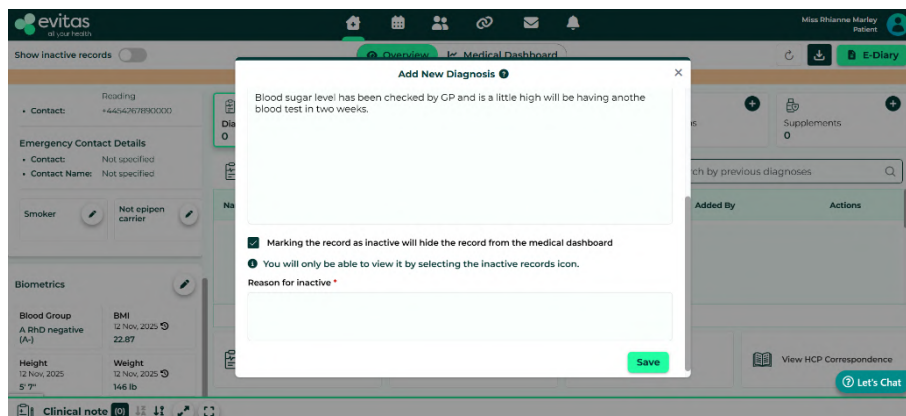 evitas
all your health
Miss Rhianne Marley
Patient
Show inactive records
Overview
Medical Dashboard
E-Diary
Add New Diagnosis
Blood sugar level has been checked by GP and is a little high will be having anothe
blood test in two weeks.
Marking the record as inactive will hide the record from the medical dashboard
You will only be able to view it by selecting the inactive records icon.
Reason for inactive *
Save
Reading
• Contact:
Emergency Contact Details
• Contact: Not specified
• Contact Name: Not specified
Smoker
Not epipen
carrier
Biometrics
Blood Group
A RhD negative
(A-)
BMI
12 Nov, 2025
22.87
Height
12 Nov, 2025
5' 7"
Weight
12 Nov, 2025
146 lb
Dia
0
Supplements
0
ch by previous diagnoses
Na
Added By
Actions
View HCP Correspondence
Let's Chat
Clinical note (0)